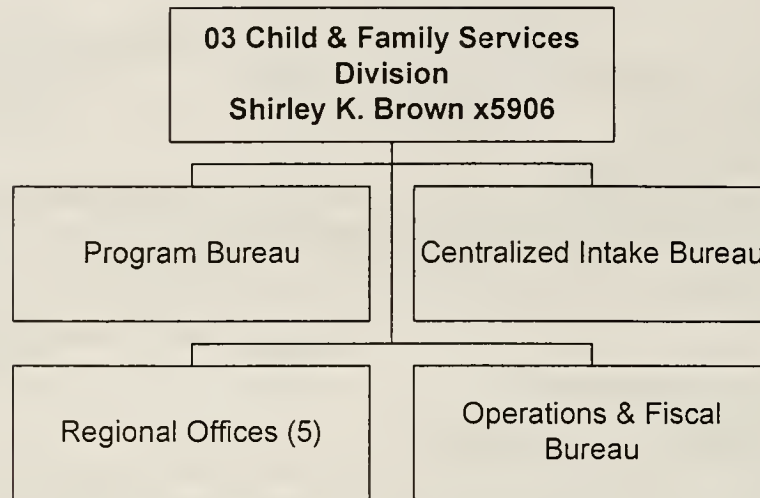 03 Child & Family Services
Division
Shirley K. Brown x5906
Program Bureau
Centralized Intake Bureau
Regional Offices (5)
Operations & Fiscal
Bureau